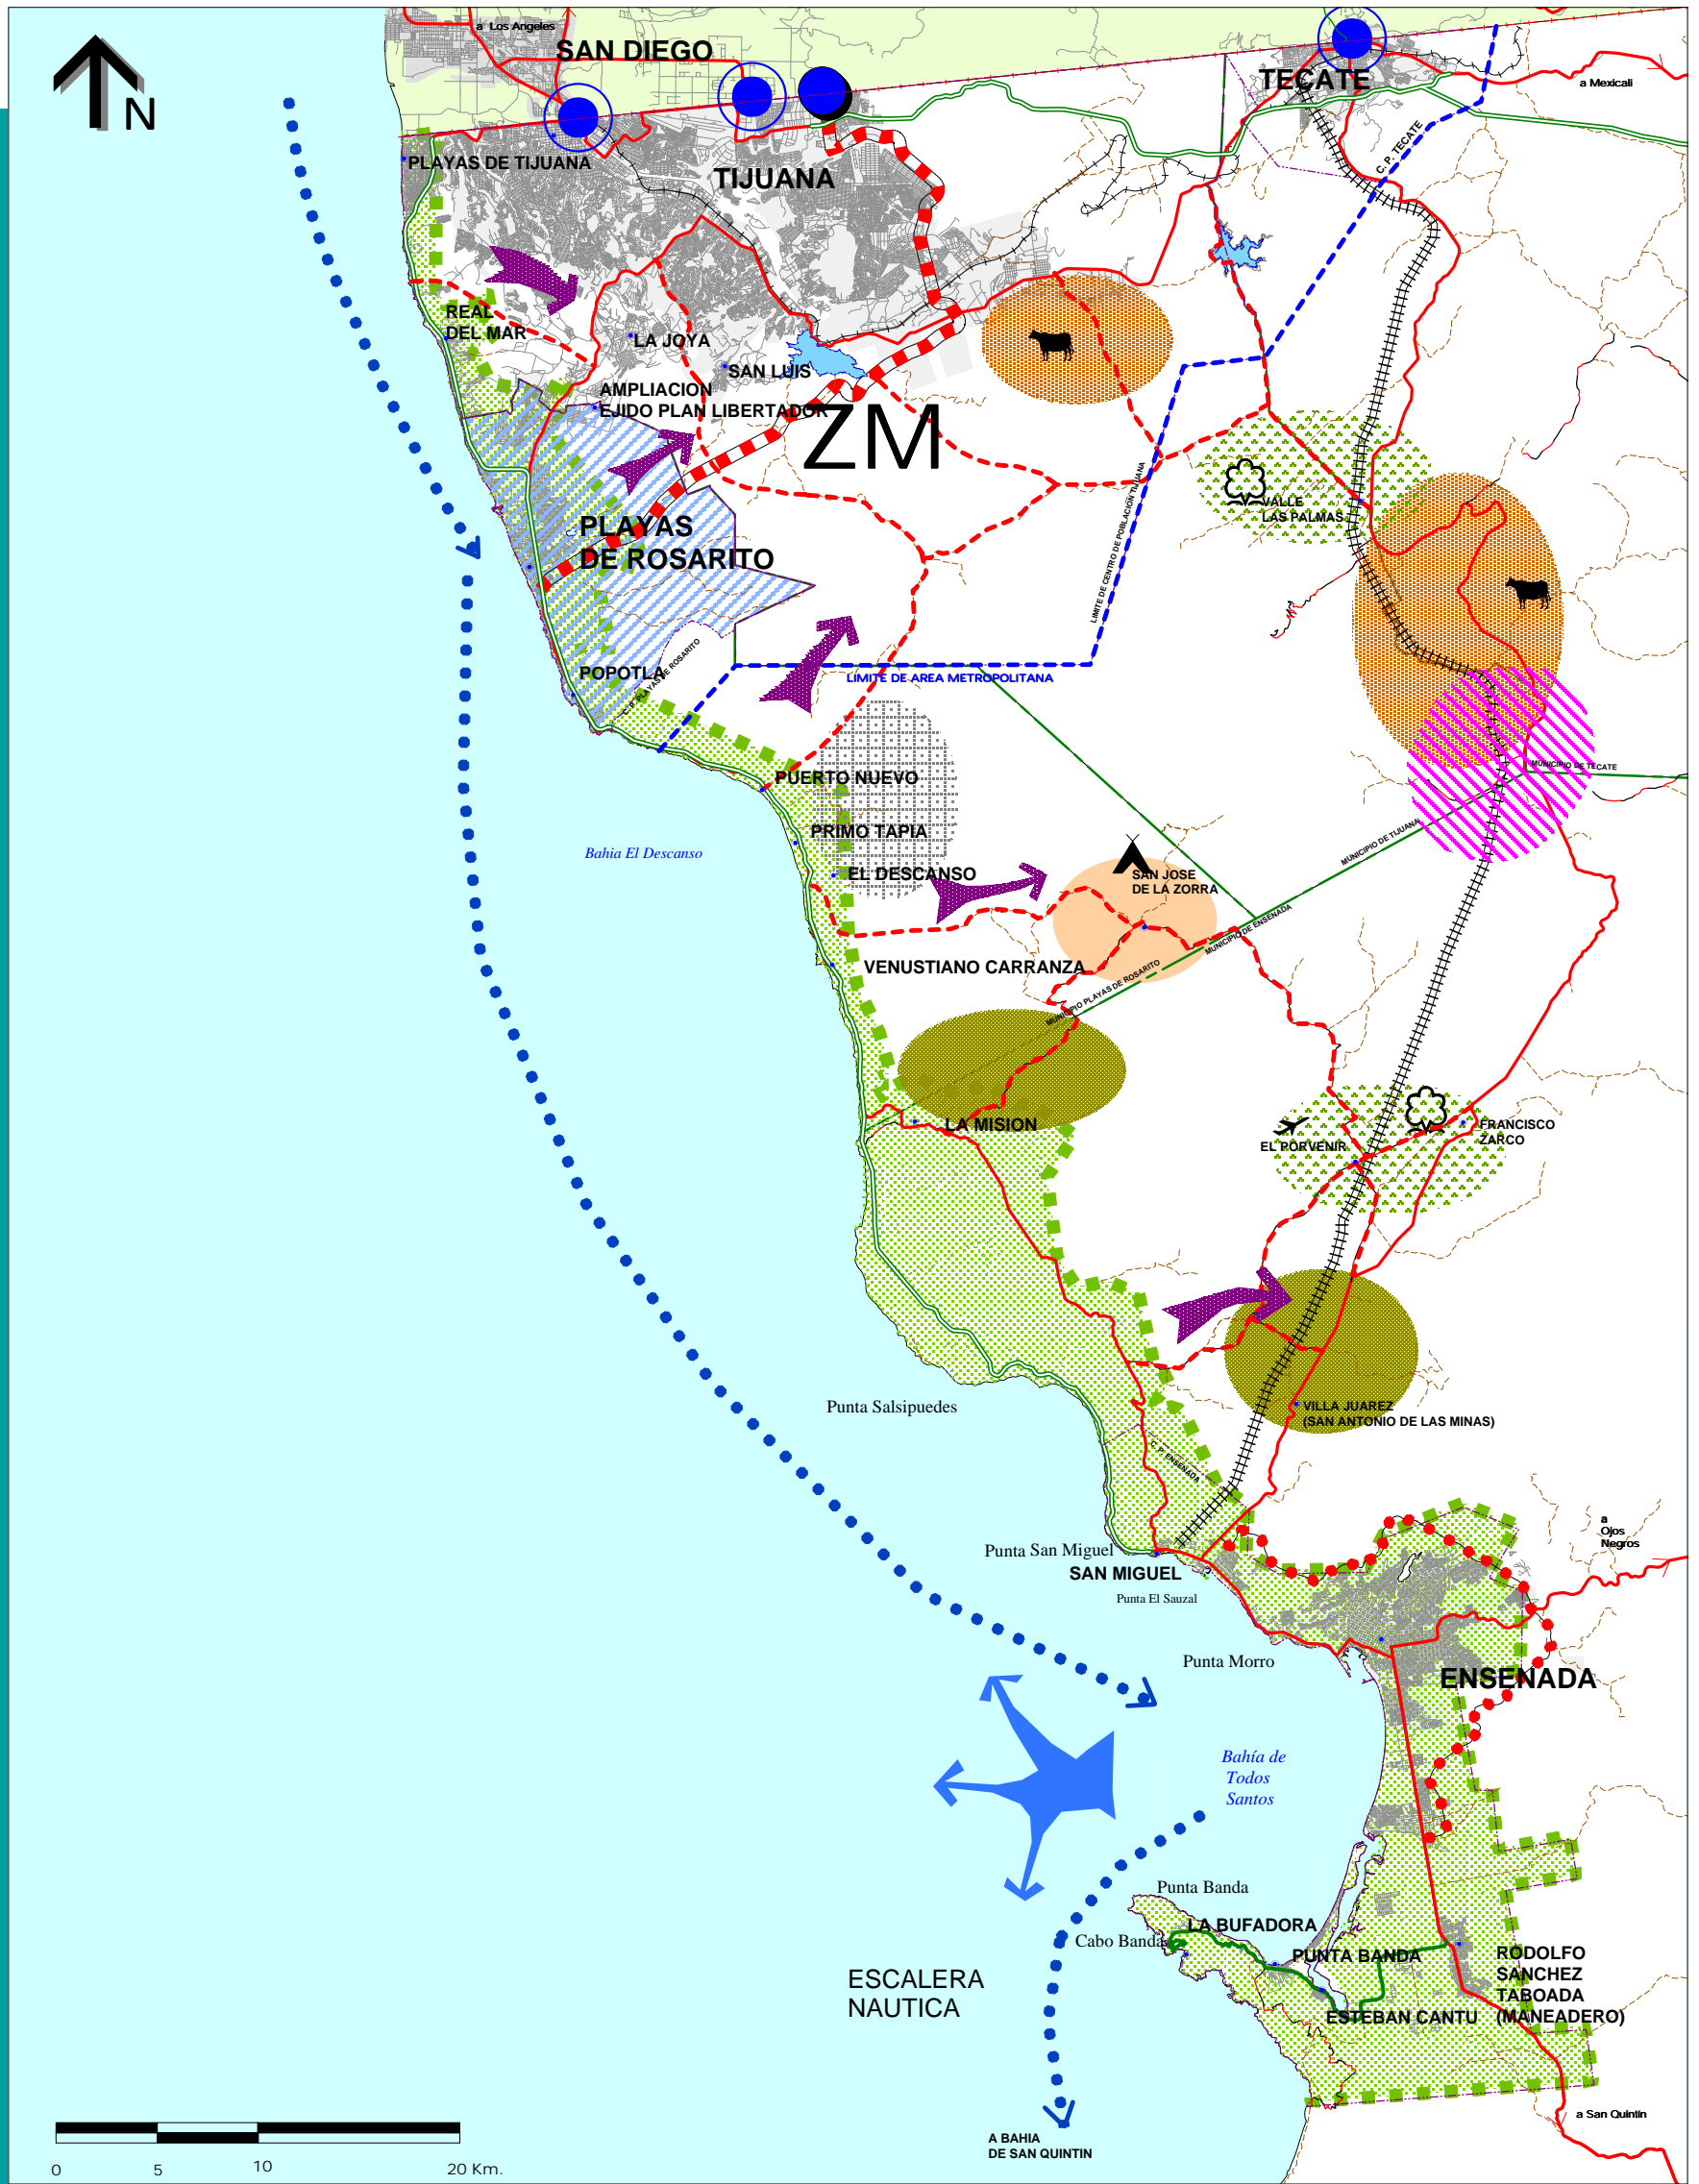 a Los Angeles
SAN DIEGO
TECATE
a Mexicali
N
PLAYAS DE TIJUANA
TIJUANA
C. P. TECATE
REAL
DEL MAR
LA JOYA
SAN LUIS
AMPLIACION
EJIDO PLAN LIBERTADOR
ZM
LIMITE DE CENTRO DE POBLACION TIJUANA
VALLE
LAS PALMAS
PLAYAS
DE ROSARITO
POPOTLA
C. P. PLAYAS DE ROSARITO
LIMITE DE AREA METROPOLITANA
PUERTO NUEVO
MUNICIPIO DE TECATE
PRIMO TAPIA
MUNICIPIO DE TIJUANA
Bahia El Descanso
EL DESCANSO
SAN JOSE
DE LA ZORRA
MUNICIPIO DE ENSENADA
VENUSTIANO CARRANZA
MUNICIPIO PLAYAS DE ROSARITO
LA MISION
FRANCISCO
ZARCO
EL PORVENIR
Punta Salsipuedes
VILLA JUAREZ
(SAN ANTONIO DE LAS MINAS)
C. P. ENSENADA
a
Ojos
Negros
Punta San Miguel
SAN MIGUEL
Punta El Sauzal
Punta Morro
ENSENADA
Bahía de
Todos
Santos
Punta Banda
LA BUFADORA
Cabo Banda
PUNTA BANDA
RODOLFO
SANCHEZ
TABOADA
(MANEADERO)
ESCALERA
NAUTICA
ESTEBAN CANTU
a San Quintín
A BAHIA
DE SAN QUINTIN
0 5 10 20 Km.